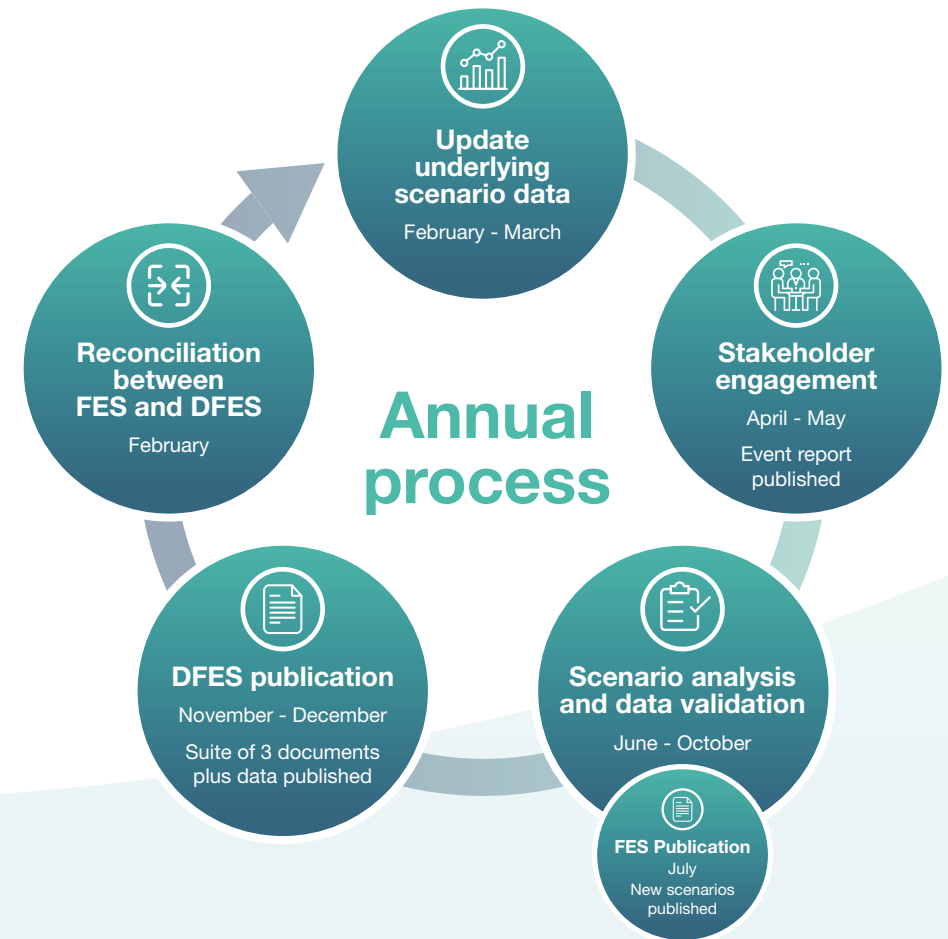 Update
underlying
scenario data
February - March
Stakeholder
engagement
April - May
Event report
published
Scenario analysis
and data validation
June - October
FES Publication
July
New scenarios
published
DFES publication
November - December
Suite of 3 documents
plus data published
Reconciliation
between
FES and DFES
February
Annual
process